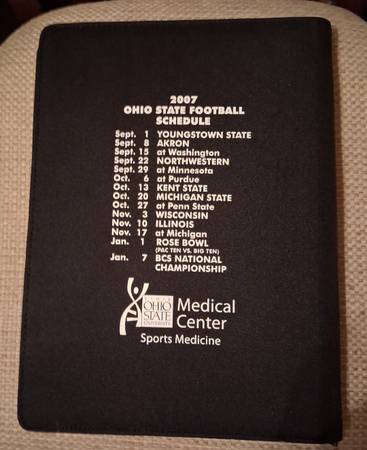 2007
OHIO STATE FOOTBALL
SCHEDULE
Sept. 1 YOUNGSTOWN STATE
Sept. 8 AKRON
Sept. 15 at Washington
Sept. 22 NORTHWESTERN
Sept. 29 at Minnesota
Oct. 6 at Purdue
Oct. 13 KENT STATE
Oct. 20 MICHIGAN STATE
Oct. 27 at Penn State
Nov. 3 WISCONSIN
Nov. 10 ILLINOIS
Nov. 17 at Michigan
Jan. 1 ROSE BOWL
(PAC TEN VS. BIG TEN)
Jan. 7 BCS NATIONAL
CHAMPIONSHIP
OHIO
STATE
UNIVERSITY
Medical
Center
Sports Medicine